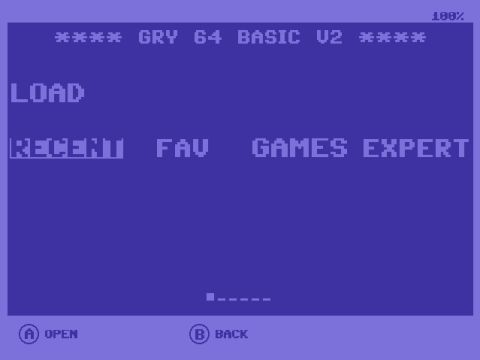 100%
**** GRY 64 BASIC V2 ****
LOAD
RECENT FAV GAMES EXPERT
A OPEN B BACK